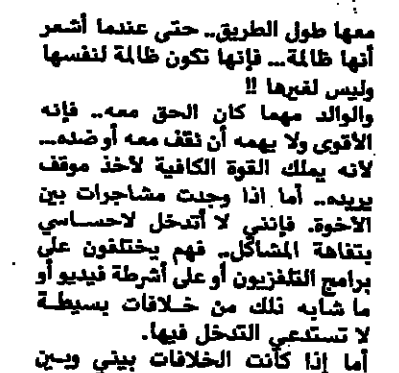 معها طول الطريق.. حتى عندما أشعر
أنها ظالمة... فإنها تكون ظالمة لنفسها
وليس لغيرها !!
والوالد مهما كان الحق معه.. فإنه
الأقوى ولا يهمه أن نقف معه أو ضده...
لأنه يملك القوة الكافية لأخذ موقف
يريده.. أما اذا وجدت مشاجرات بين
الأخوة. فإنني لا أتدخل لاحساسي
بتفاهة المشاكل.. فهم يختلفون على
برامج التلفزيون أو على أشرطة فيديو أو
ما شابه ذلك من خلافات بسيطة
لا تستدعي التدخل فيها.
أما إذا كانت الخلافات بيني وبين